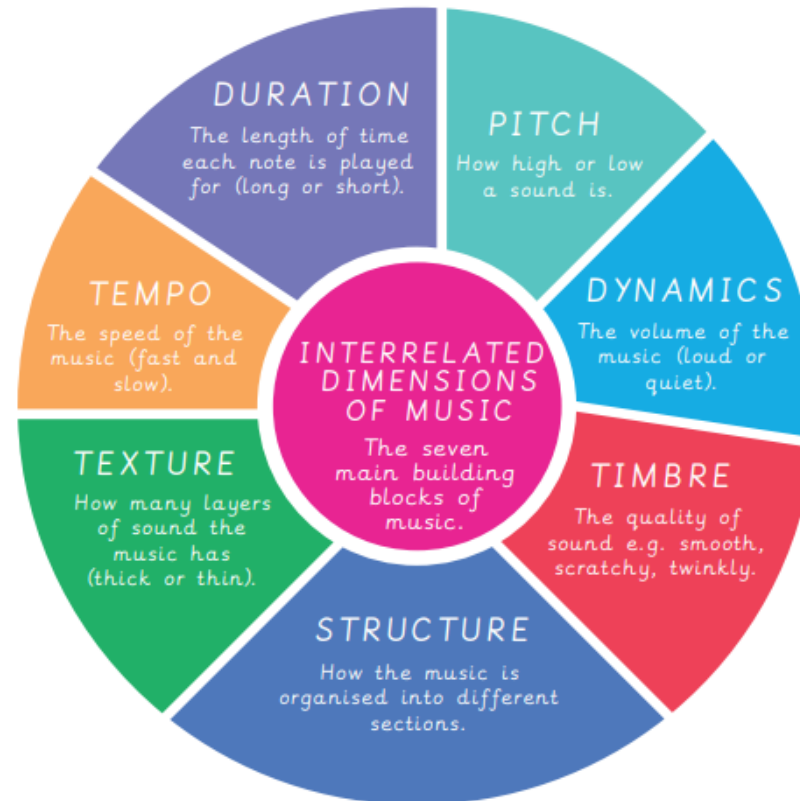 DURATION
The length of time
each note is played
for (long or short).
PITCH
How high or low
a sound is.
DYNAMICS
The volume of the
music (loud or
quiet).
TIMBRE
The quality of
sound e.g. smooth,
scratchy, twinkly.
STRUCTURE
How the music is
organised into different
sections.
TEXTURE
How many layers
of sound the
music has
(thick or thin).
TEMPO
The speed of the
music (fast and
slow).
INTERRELATED
DIMENSIONS
OF MUSIC
The seven
main building
blocks of
music.